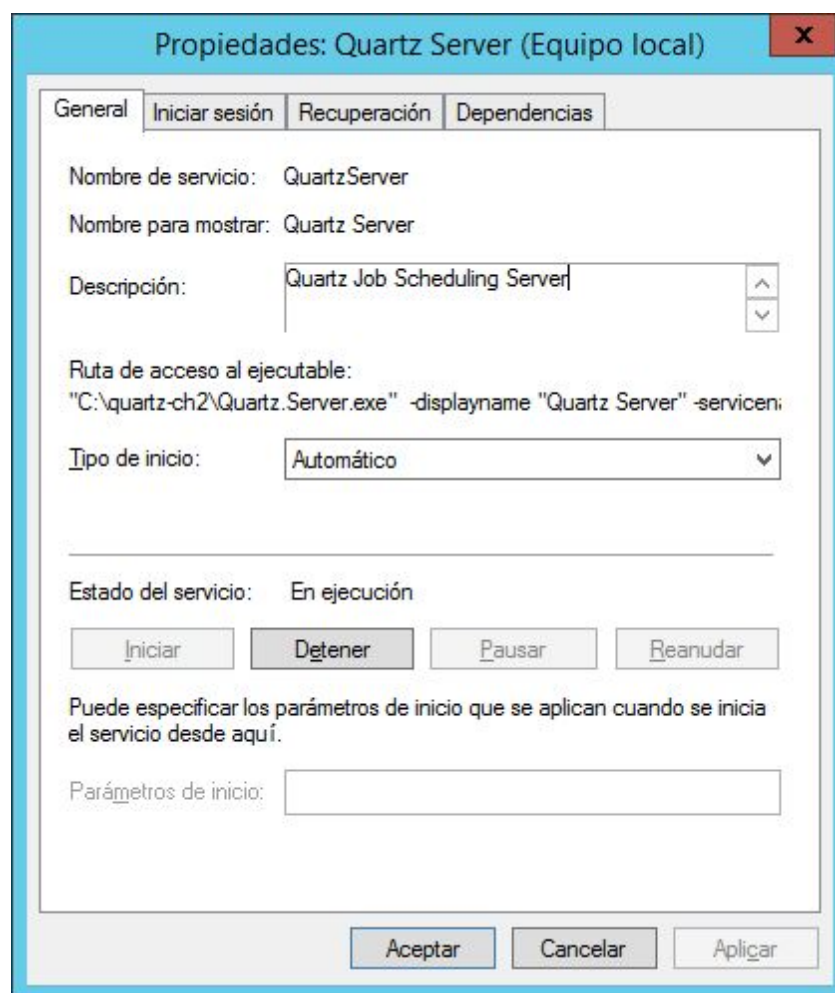 Propiedades: Quartz Server (Equipo local)
x
General Iniciar sesión Recuperación Dependencias
Nombre de servicio: QuartzServer
Nombre para mostrar: Quartz Server
Descripción: Quartz Job Scheduling Server
Ruta de acceso al ejecutable:
"C:\quartz-ch2\Quartz.Server.exe" -displayname "Quartz Server" -servicena
Tipo de inicio: Automático
Estado del servicio: En ejecución
Iniciar Detener Pausar Reanudar
Puede especificar los parámetros de inicio que se aplican cuando se inicia
el servicio desde aquí.
Parámetros de inicio:
Aceptar Cancelar Aplicar